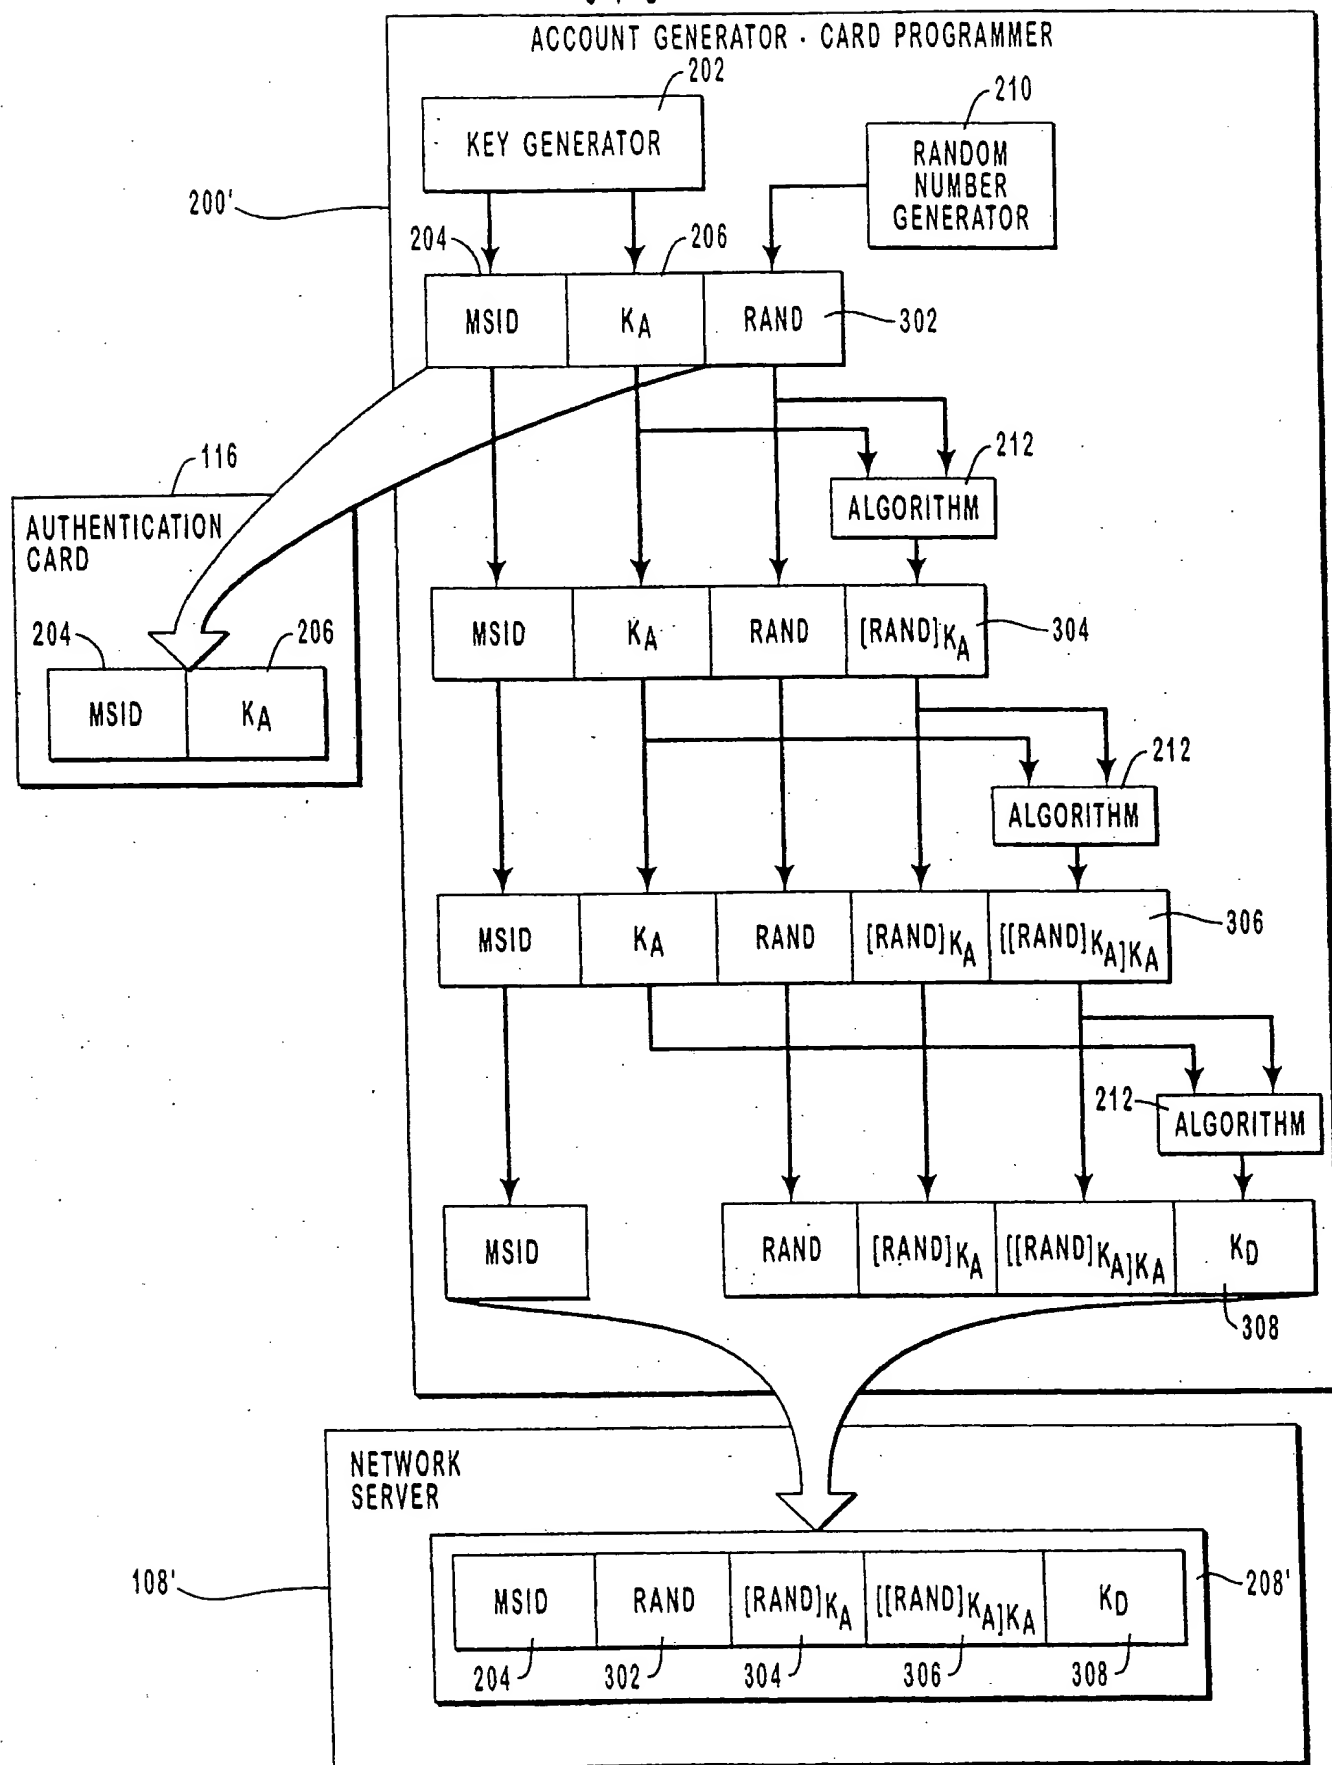 ACCOUNT GENERATOR - CARD PROGRAMMER
202
210
KEY GENERATOR
RANDOM
NUMBER
GENERATOR
200'
204
206
MSID KA RAND
302
116
212
ALGORITHM
AUTHENTICATION
CARD
204
206
MSID KA
MSID KA RAND [RAND]KA
304
212
ALGORITHM
MSID KA RAND [RAND]KA [[RAND]KA]KA
306
212
ALGORITHM
MSID RAND [RAND]KA [[RAND]KA]KA KD
308
NETWORK
SERVER
108'
208'
MSID RAND [RAND]KA [[RAND]KA]KA KD
204 302 304 306 308